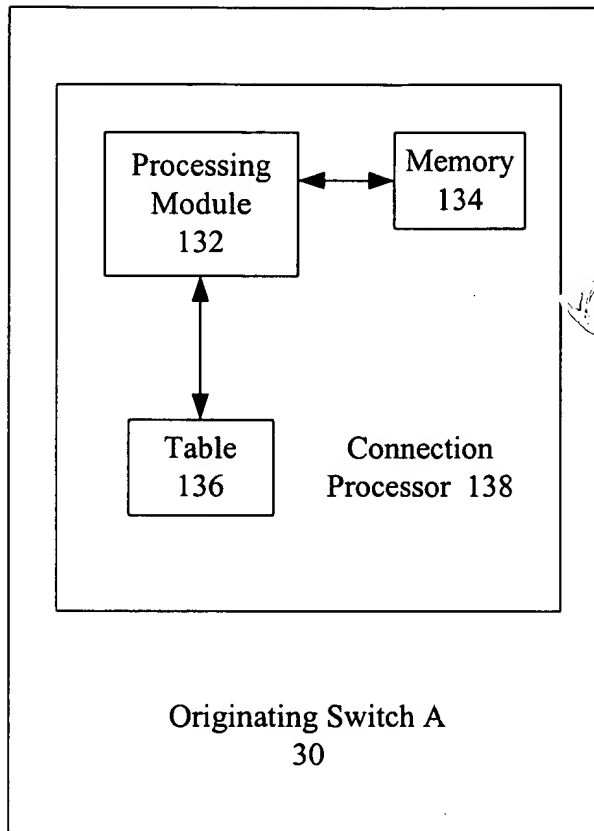 Processing
Module
132
Memory
134
Table
136
Connection
Processor 138
Originating Switch A
30